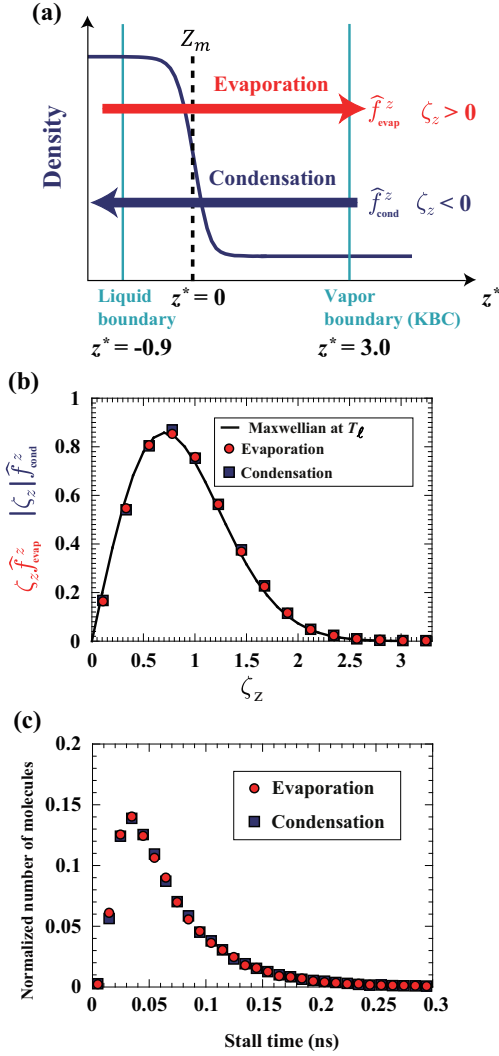 (a)
Z_m
Evaporation
f̂^z_evap ζ_z > 0
Density
Condensation
f̂^z_cond ζ_z < 0
z*
Liquid boundary
z* = -0.9
z* = 0
Vapor boundary (KBC)
z* = 3.0
(b)
ζ_z f̂^z_evap |ζ_z| f̂^z_cond
1
0.8
0.6
0.4
0.2
0
Maxwellian at T_ℓ
Evaporation
Condensation
0 0.5 1 1.5 2 2.5 3
ζ_z
(c)
Normalized number of molecules
0.2
0.15
0.10
0.05
0
Evaporation
Condensation
0 0.05 0.1 0.15 0.2 0.25 0.3
Stall time (ns)